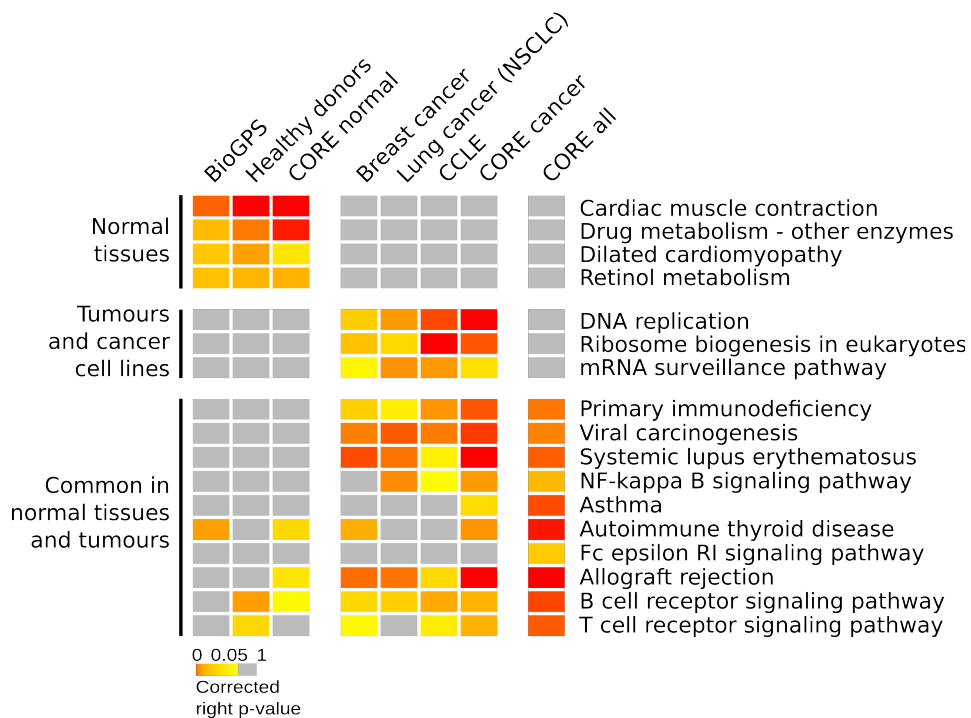 BioGPS
Healthy donors
CORE normal
Breast cancer
Lung cancer (NSCLC)
CCLE
CORE cancer
CORE all
Normal
tissues
Cardiac muscle contraction
Drug metabolism - other enzymes
Dilated cardiomyopathy
Retinol metabolism
Tumours
and cancer
cell lines
DNA replication
Ribosome biogenesis in eukaryotes
mRNA surveillance pathway
Common in
normal tissues
and tumours
Primary immunodeficiency
Viral carcinogenesis
Systemic lupus erythematosus
NF-kappa B signaling pathway
Asthma
Autoimmune thyroid disease
Fc epsilon RI signaling pathway
Allograft rejection
B cell receptor signaling pathway
T cell receptor signaling pathway
0 0.05 1
Corrected
right p-value